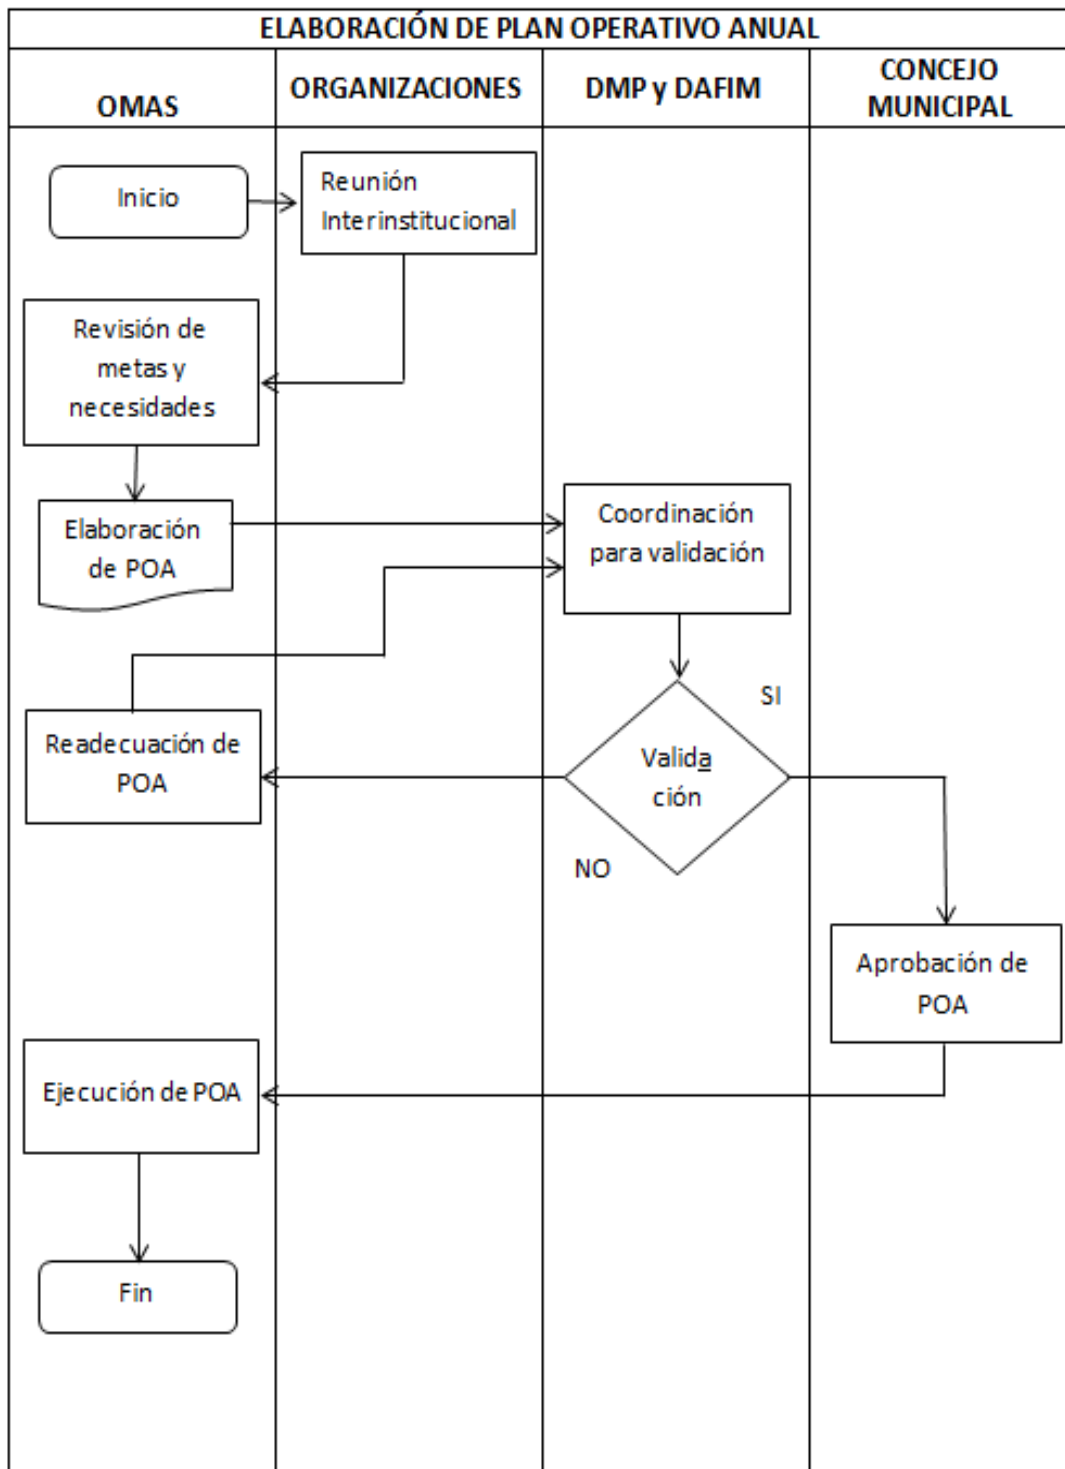 ELABORACIÓN DE PLAN OPERATIVO ANUAL
OMAS
ORGANIZACIONES
DMP y DAFIM
CONCEJO
MUNICIPAL
Inicio
Reunión
Interinstitucional
Revisión de
metas y
necesidades
Elaboración
de POA
Coordinación
para validación
Readecuación de
POA
Valida
ción
SI
NO
Aprobación de
POA
Ejecución de POA
Fin